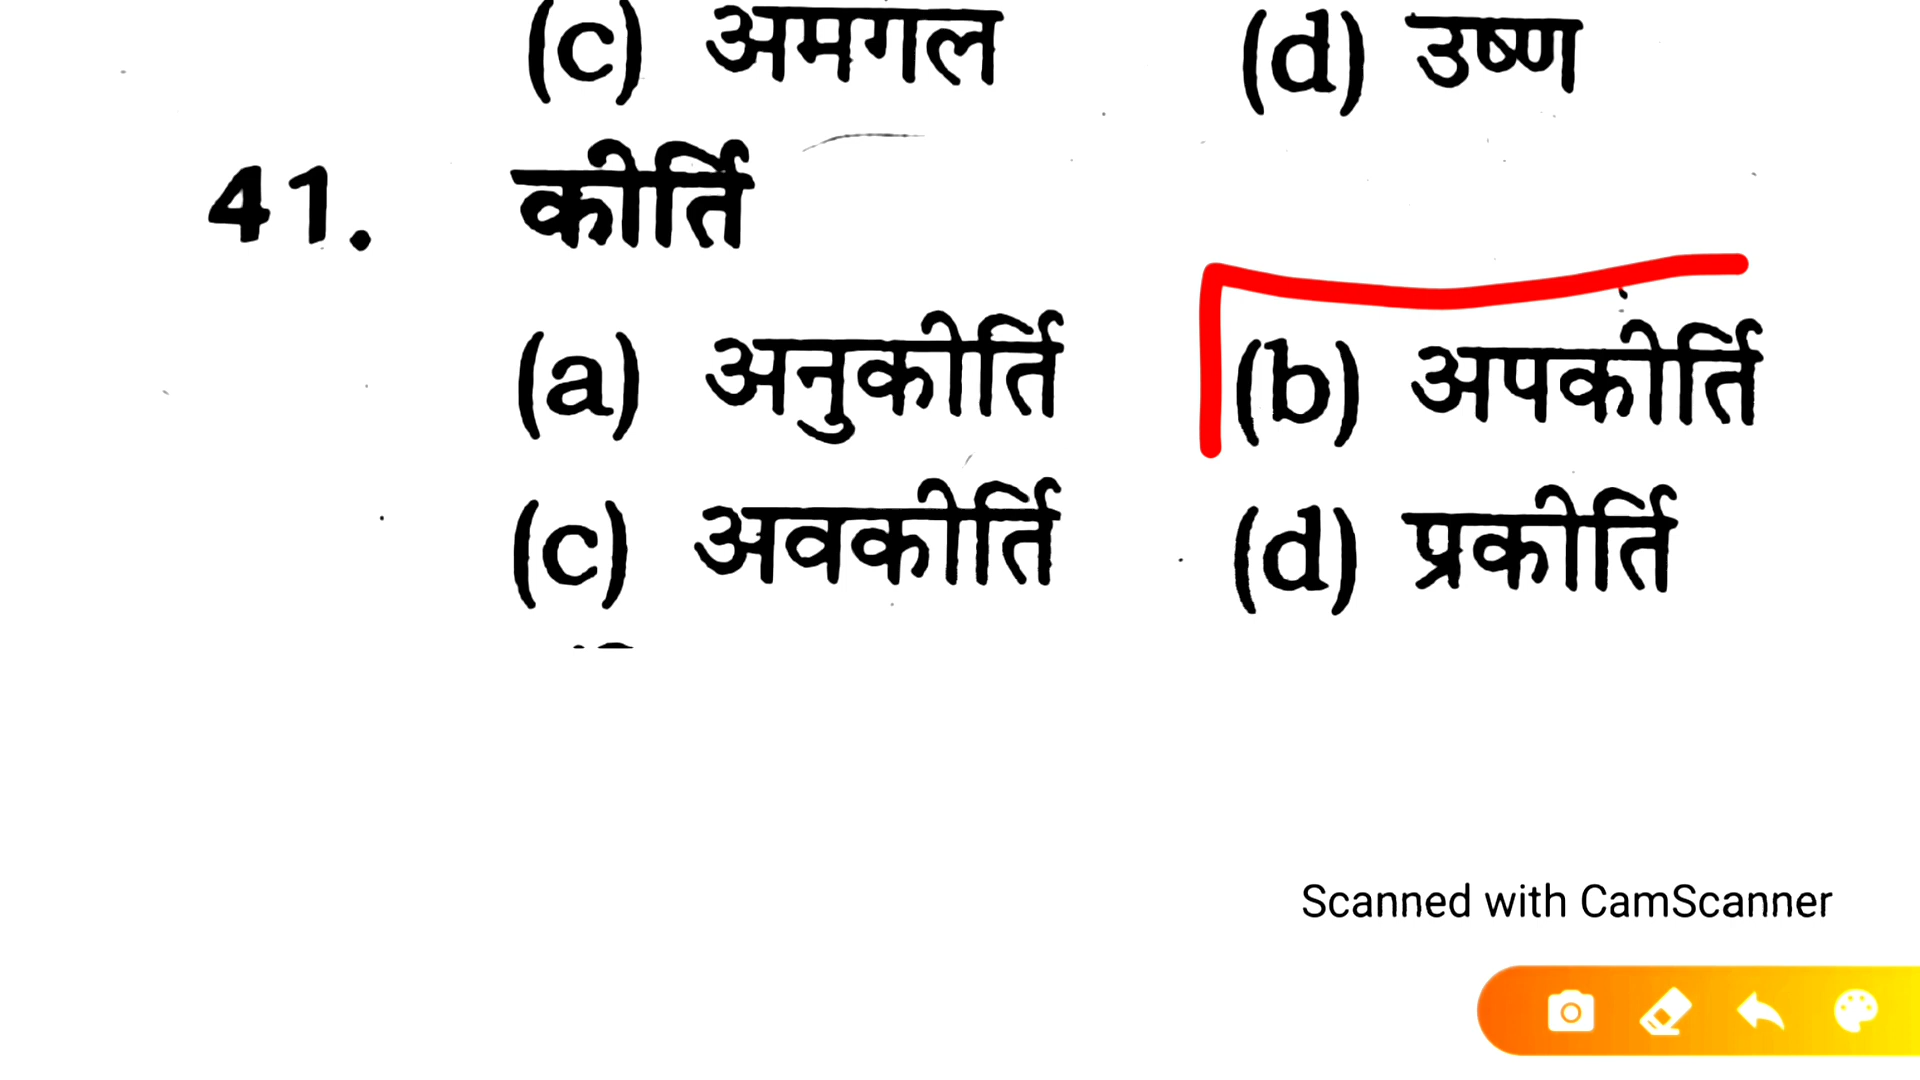 (c) अमंगल (d) उष्ण
41. कीर्ति
(a) अनुकीर्ति (b) अपकीर्ति
(c) अवकीर्ति (d) प्रकीर्ति
Scanned with CamScanner